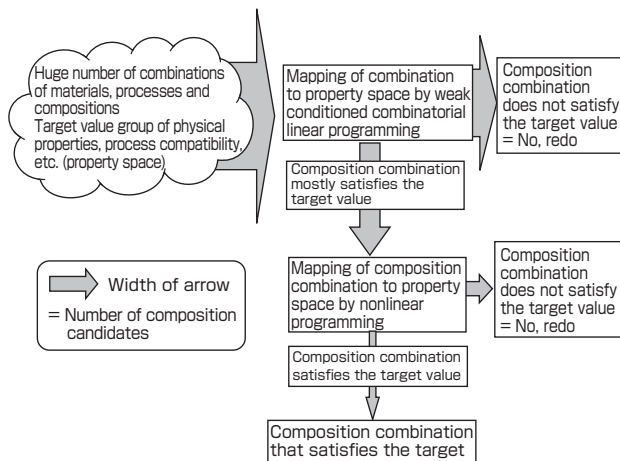 Huge number of combinations
of materials, processes and
compositions
Target value group of physical
properties, process compatibility,
etc. (property space)
Mapping of combination
to property space by weak
conditioned combinatorial
linear programming
Composition
combination
does not satisfy
the target value
= No, redo
Composition combination
mostly satisfies the
target value
Mapping of composition
combination to property
space by nonlinear
programming
Composition
combination
does not satisfy
the target value
= No, redo
Width of arrow
= Number of composition
candidates
Composition combination
satisfies the target value
Composition combination
that satisfies the target